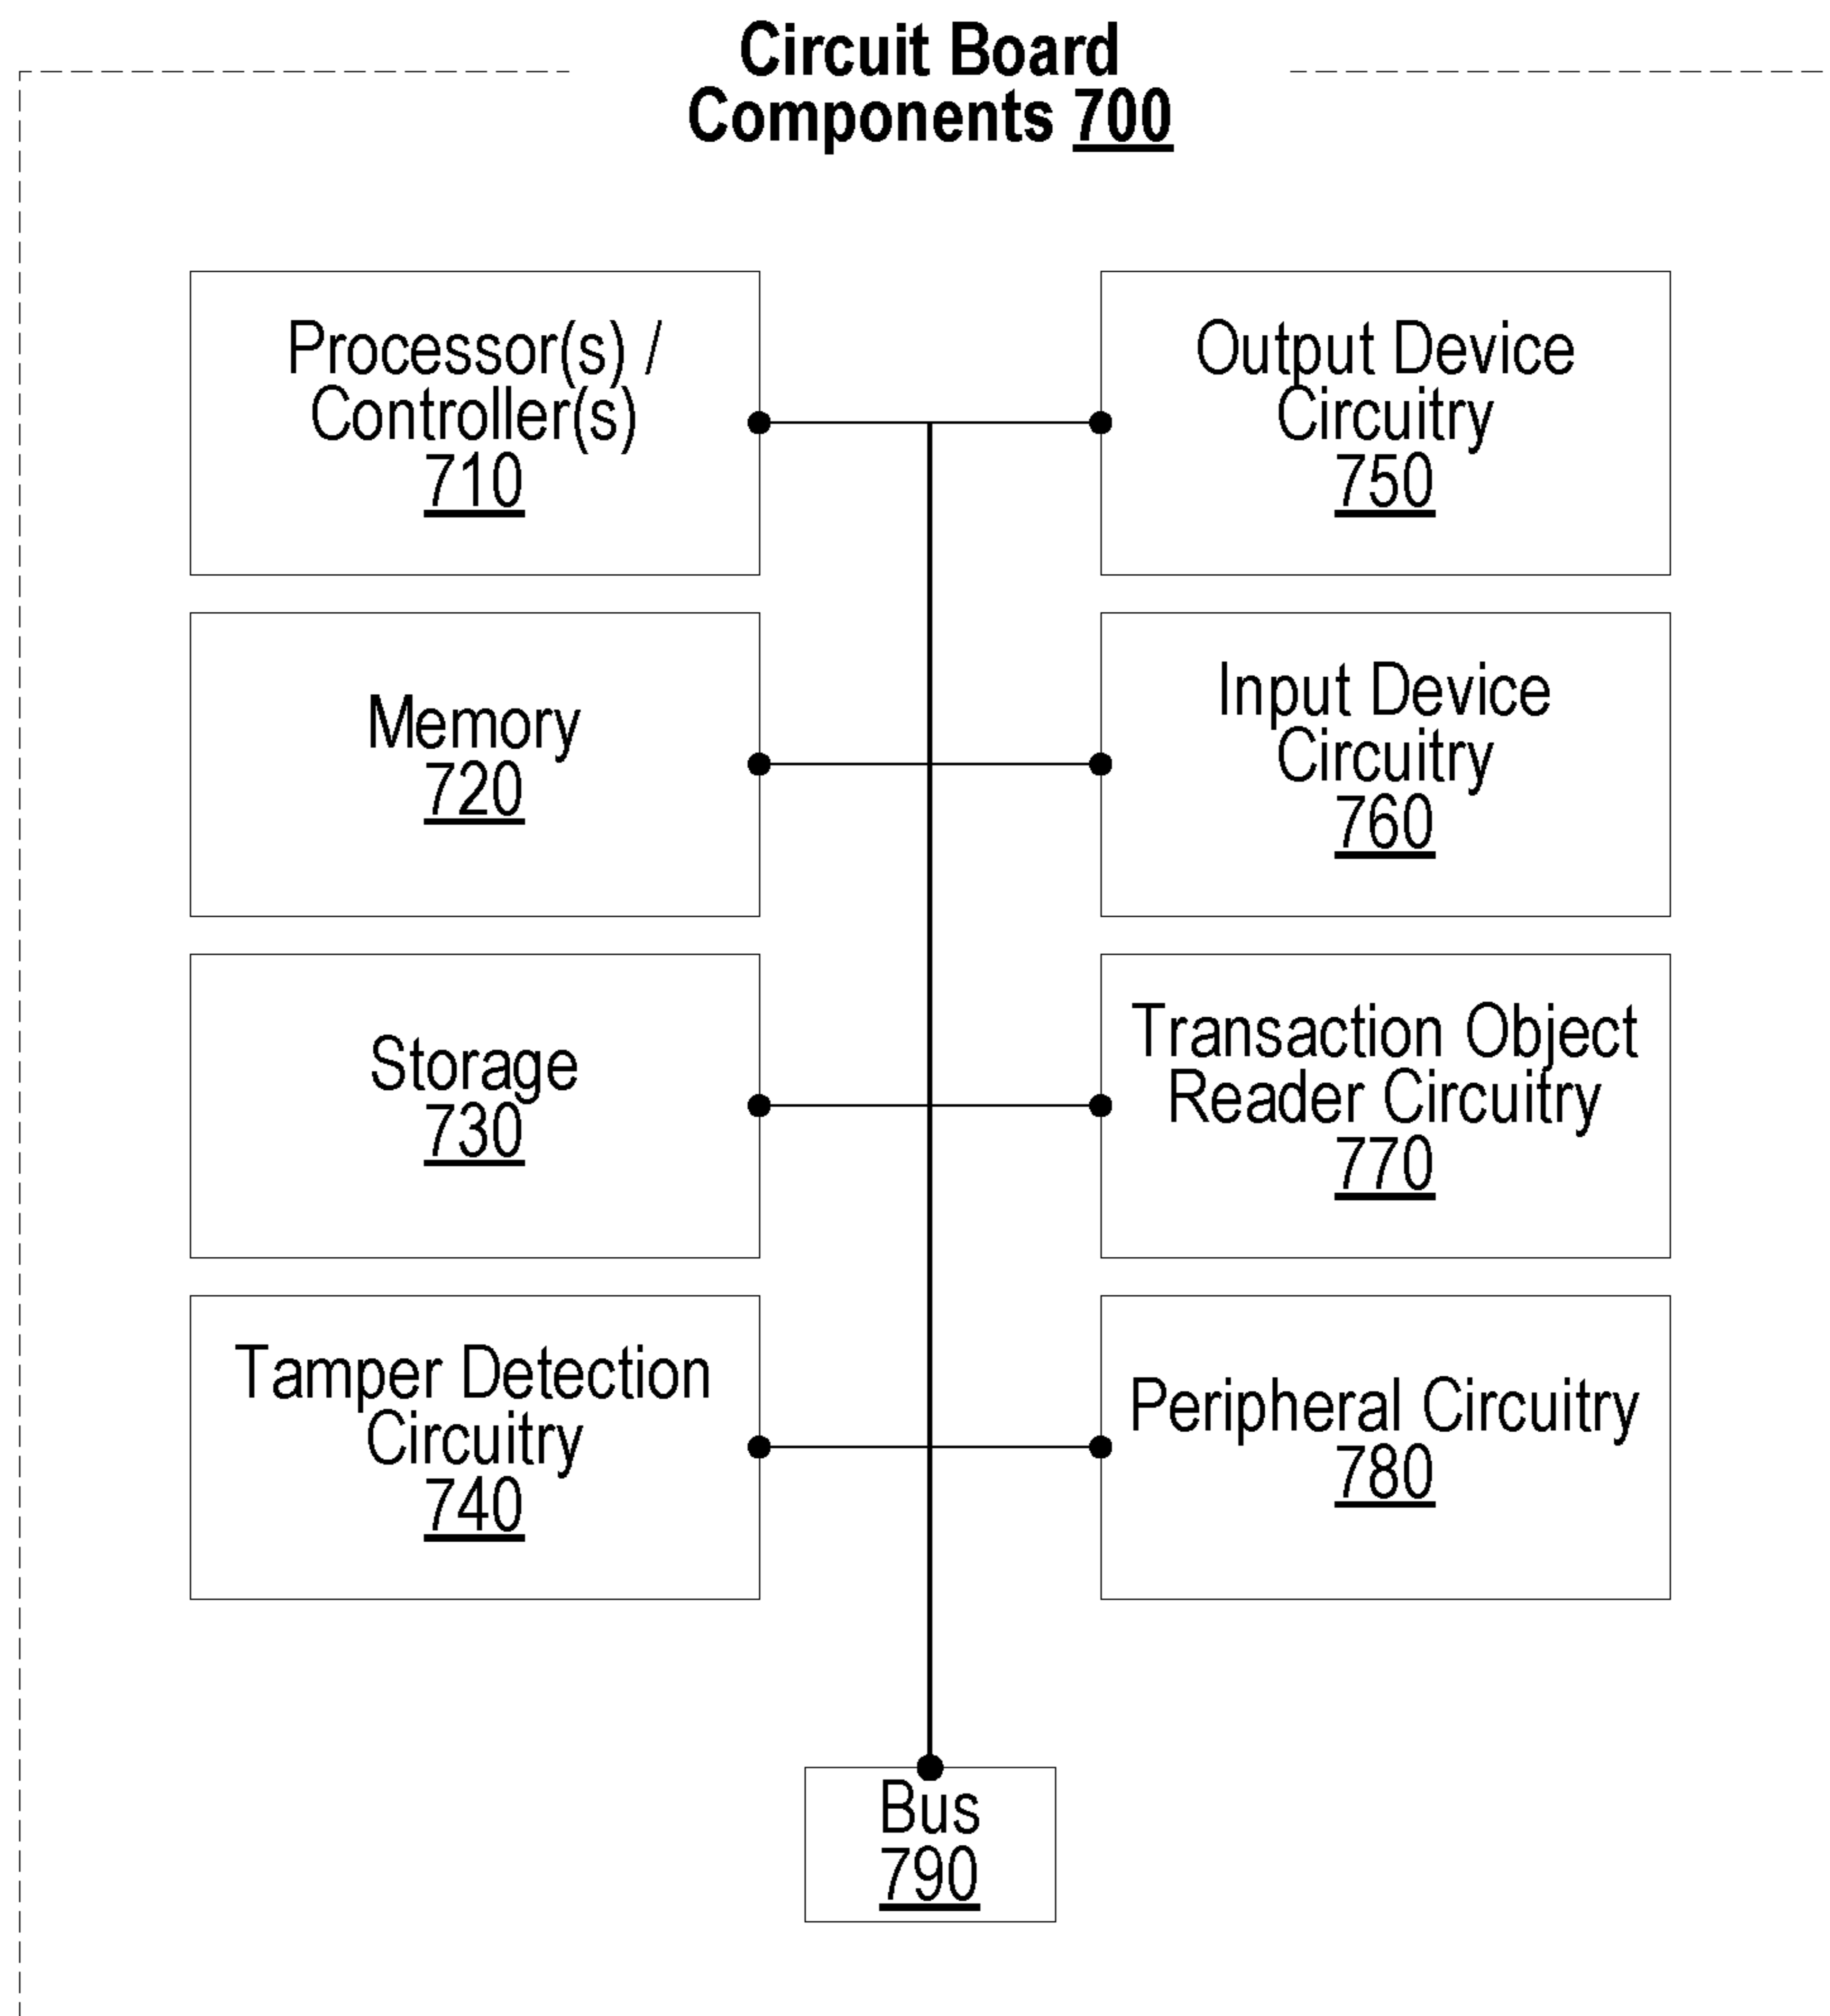 Circuit Board
Components 700
Processor(s) /
Controller(s)
710
Output Device
Circuitry
750
Memory
720
Input Device
Circuitry
760
Storage
730
Transaction Object
Reader Circuitry
770
Tamper Detection
Circuitry
740
Peripheral Circuitry
780
Bus
790